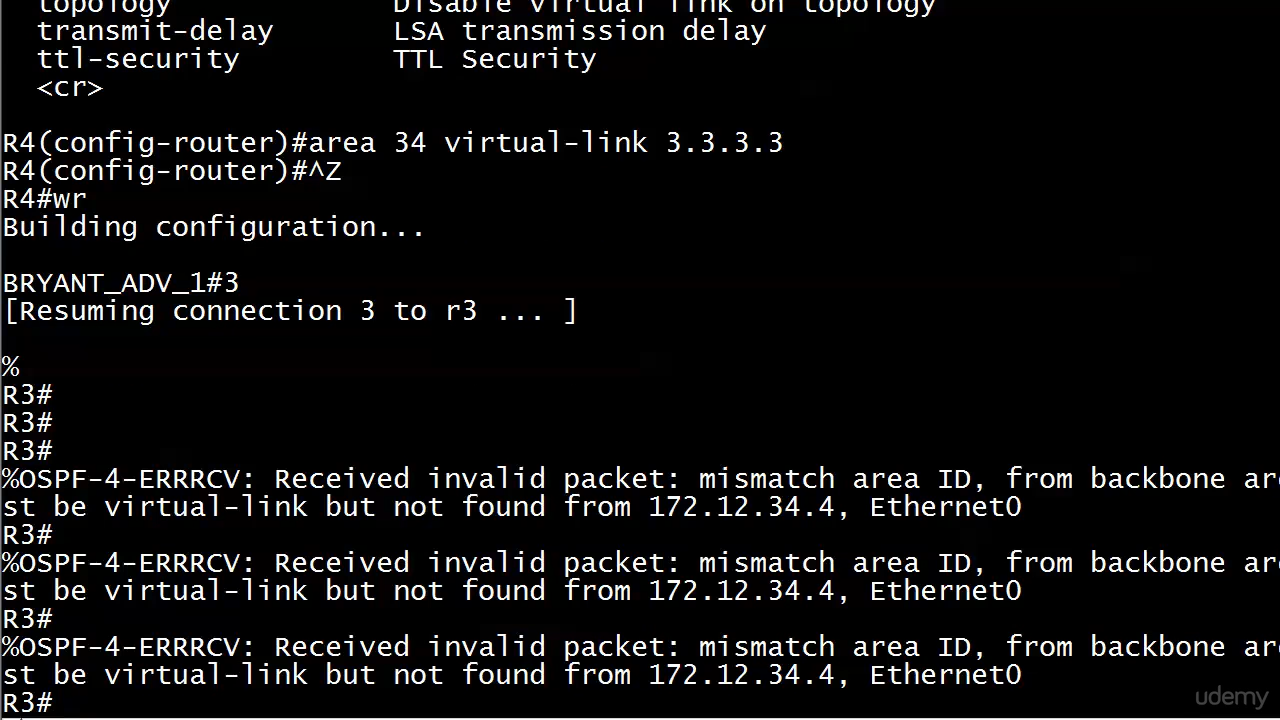 topology Disable virtual link on topology
transmit-delay LSA transmission delay
ttl-security TTL Security
<cr>
R4(config-router)#area 34 virtual-link 3.3.3.3
R4(config-router)#^Z
R4#wr
Building configuration...
BRYANT_ADV_1#3
[Resuming connection 3 to r3 ... ]
%
R3#
R3#
R3#
%OSPF-4-ERRRCV: Received invalid packet: mismatch area ID, from backbone are
st be virtual-link but not found from 172.12.34.4, Ethernet0
R3#
%OSPF-4-ERRRCV: Received invalid packet: mismatch area ID, from backbone are
st be virtual-link but not found from 172.12.34.4, Ethernet0
R3#
%OSPF-4-ERRRCV: Received invalid packet: mismatch area ID, from backbone are
st be virtual-link but not found from 172.12.34.4, Ethernet0
R3#
udemy